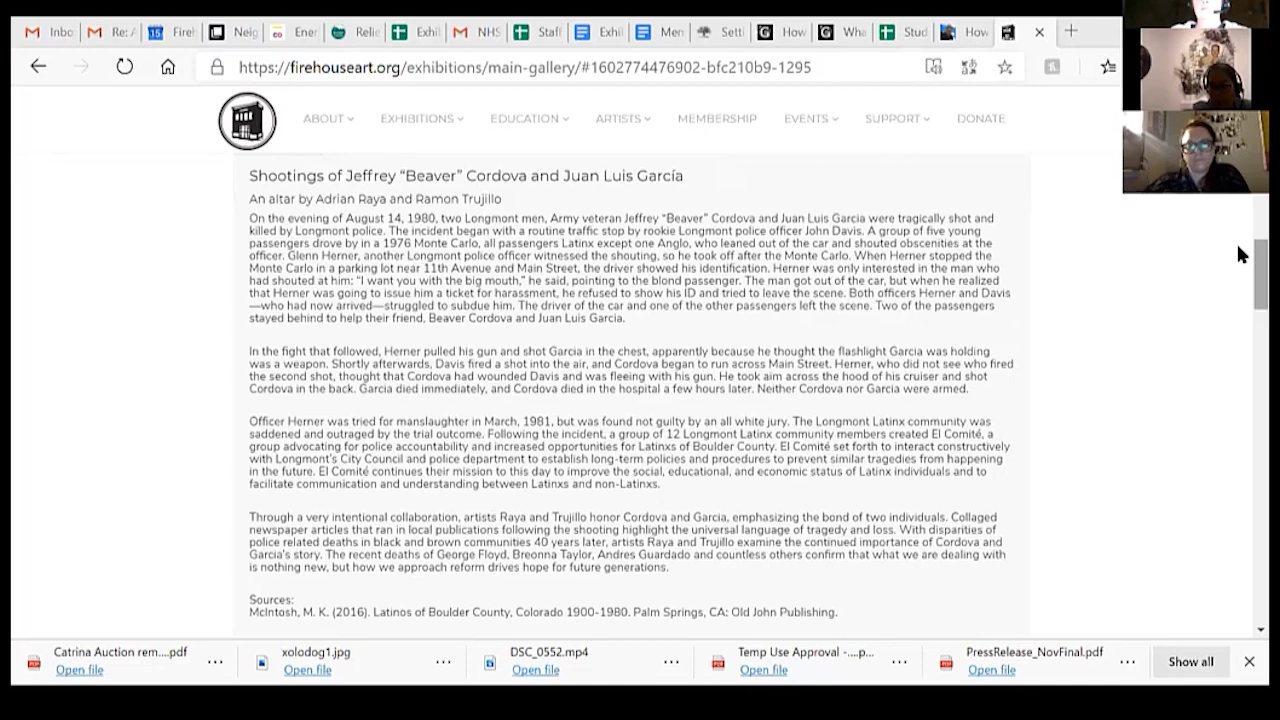 Inbo
Re: A
Firel
Neig
Ener
Relie
Exhil
NHS
Staf
Exhil
Men
Setti
How
Wha
Stud
How
https://firehouseart.org/exhibitions/main-gallery/#1602774476902-bfc210b9-1295
ABOUT EXHIBITIONS EDUCATION ARTISTS MEMBERSHIP EVENTS SUPPORT DONATE
Shootings of Jeffrey “Beaver” Cordova and Juan Luis García
An altar by Adrian Raya and Ramon Trujillo
On the evening of August 14, 1980, two Longmont men, Army veteran Jeffrey “Beaver” Cordova and Juan Luis Garcia were tragically shot and
killed by Longmont police. The incident began with a routine traffic stop by rookie Longmont police officer John Davis. A group of five young
passengers drove by in a 1976 Monte Carlo, all passengers Latinx except one Anglo, who leaned out of the car and shouted obscenities at the
officer. Glenn Herner, another Longmont police officer witnessed the shouting, so he took off after the Monte Carlo. When Herner stopped the
Monte Carlo in a parking lot near 11th Avenue and Main Street, the driver showed his identification. Herner was only interested in the man who
had shouted at him: “I want you with the big mouth,” he said, pointing to the blond passenger. The man got out of the car, but when he realized
that Herner was going to issue him a ticket for harassment, he refused to show his ID and tried to leave the scene. Both officers Herner and Davis
—who had now arrived—struggled to subdue him. The driver of the car and one of the other passengers left the scene. Two of the passengers
stayed behind to help their friend, Beaver Cordova and Juan Luis Garcia.
In the fight that followed, Herner pulled his gun and shot Garcia in the chest, apparently because he thought the flashlight Garcia was holding
was a weapon. Shortly afterwards, Davis fired a shot into the air, and Cordova began to run across Main Street. Herner, who did not see who fired
the second shot, thought that Cordova had wounded Davis and was fleeing with his gun. He took aim across the hood of his cruiser and shot
Cordova in the back. Garcia died immediately, and Cordova died in the hospital a few hours later. Neither Cordova nor Garcia were armed.
Officer Herner was tried for manslaughter in March, 1981, but was found not guilty by an all white jury. The Longmont Latinx community was
saddened and outraged by the trial outcome. Following the incident, a group of 12 Longmont Latinx community members created El Comité, a
group advocating for police accountability and increased opportunities for Latinxs of Boulder County. El Comité set forth to interact constructively
with Longmont’s City Council and police department to establish long-term policies and procedures to prevent similar tragedies from happening
in the future. El Comité continues their mission to this day to improve the social, educational, and economic status of Latinx individuals and to
facilitate communication and understanding between Latinxs and non-Latinxs.
Through a very intentional collaboration, artists Raya and Trujillo honor Cordova and Garcia, emphasizing the bond of two individuals. Collaged
newspaper articles that ran in local publications following the shooting highlight the universal language of tragedy and loss. With disparities of
police related deaths in black and brown communities 40 years later, artists Raya and Trujillo examine the continued importance of Cordova and
Garcia’s story. The recent deaths of George Floyd, Breonna Taylor, Andres Guardado and countless others confirm that what we are dealing with
is nothing new, but how we approach reform drives hope for future generations.
Sources:
McIntosh, M. K. (2016). Latinos of Boulder County, Colorado 1900-1980. Palm Springs, CA: Old John Publishing.
Catrina Auction rem....pdf
Open file
xolodog1.jpg
Open file
DSC_0552.mp4
Open file
Temp Use Approval -....p...
Open file
PressRelease_NovFinal.pdf
Open file
Show all